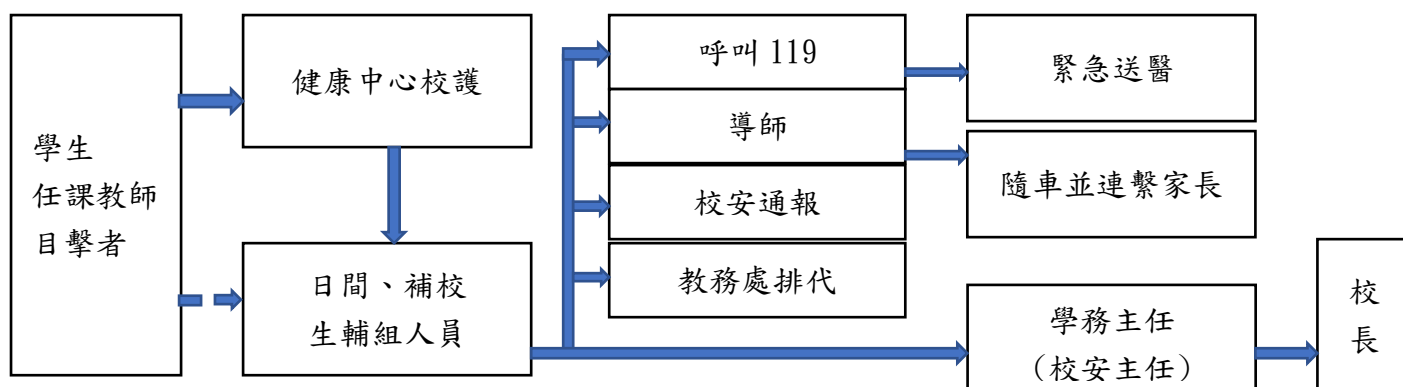 學生
任課教師
目擊者
健康中心校護
日間、補校
生輔組人員
呼叫 119
導師
校安通報
教務處排代
緊急送醫
隨車並連繫家長
學務主任
(校安主任)
校
長